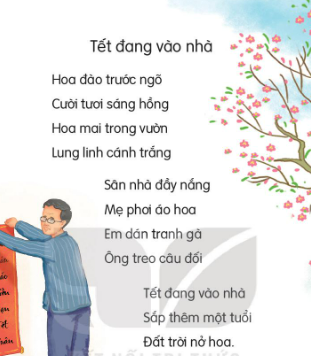 Tết đang vào nhà
Hoa đào trước ngõ
Cười tươi sáng hồng
Hoa mai trong vườn
Lung linh cánh trắng
Sân nhà đầy nắng
Mẹ phơi áo hoa
Em dán tranh gà
Ông treo câu đối
Tết đang vào nhà
Sắp thêm một tuổi
Đất trời nở hoa.